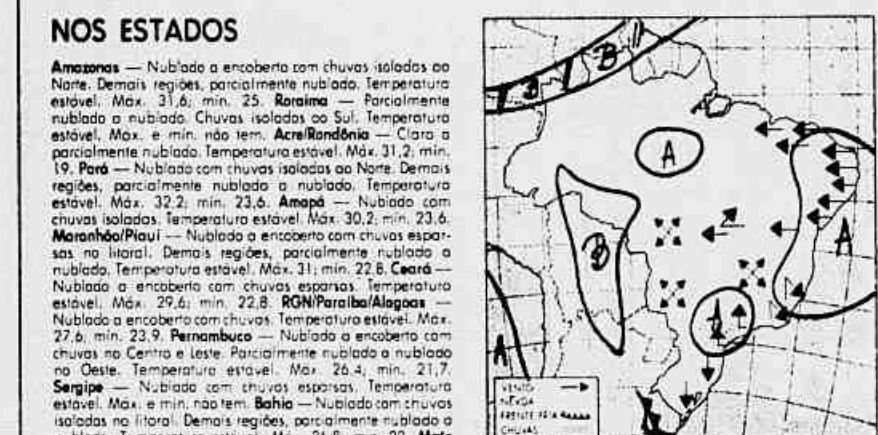 NOS ESTADOS
Amazonas — Nublado a encoberto com chuvas isoladas ao
Norte. Demais regiões, parcialmente nublado. Temperatura
estável. Máx. 31,6; min. 25. Roraima — Parcialmente
nublado a nublado. Chuvas isoladas ao Sul. Temperatura
estável. Máx. e min. não tem. Acre/Rondônia — Claro a
parcialmente nublado. Temperatura estável. Máx. 31,2; min.
19. Pará — Nublado com chuvas isoladas ao Norte. Demais
regiões, parcialmente nublado a nublado. Temperatura
estável. Máx. 32,2; min. 23,6. Amapá — Nublado com
chuvas isoladas. Temperatura estável. Máx. 30,2; min. 23,6.
Maranhão/Piauí — Nublado a encoberto com chuvas espar-
sas no litoral. Demais regiões, parcialmente nublado a
nublado. Temperatura estável. Máx. 31; min. 22,8. Ceará —
Nublado a encoberto com chuvas esparsas. Temperatura
estável. Máx. 29,6; min. 22,8. RGN/Paraíba/Alagoas —
Nublado a encoberto com chuvas. Temperatura estável. Máx.
27,6; min. 23,9. Pernambuco — Nublado a encoberto com
chuvas no Centro e Leste. Parcialmente nublado a nublado
no Oeste. Temperatura estável. Máx. 26,4; min. 21,7.
Sergipe — Nublado com chuvas esparsas. Temperatura
estável. Máx. e min. não tem. Bahia — Nublado com chuvas
isoladas no litoral. Demais regiões, parcialmente nublado a
B
B
A
B
A
A
A
VENTO
NÉVOA
FRENTE FRIA
CHUVAS